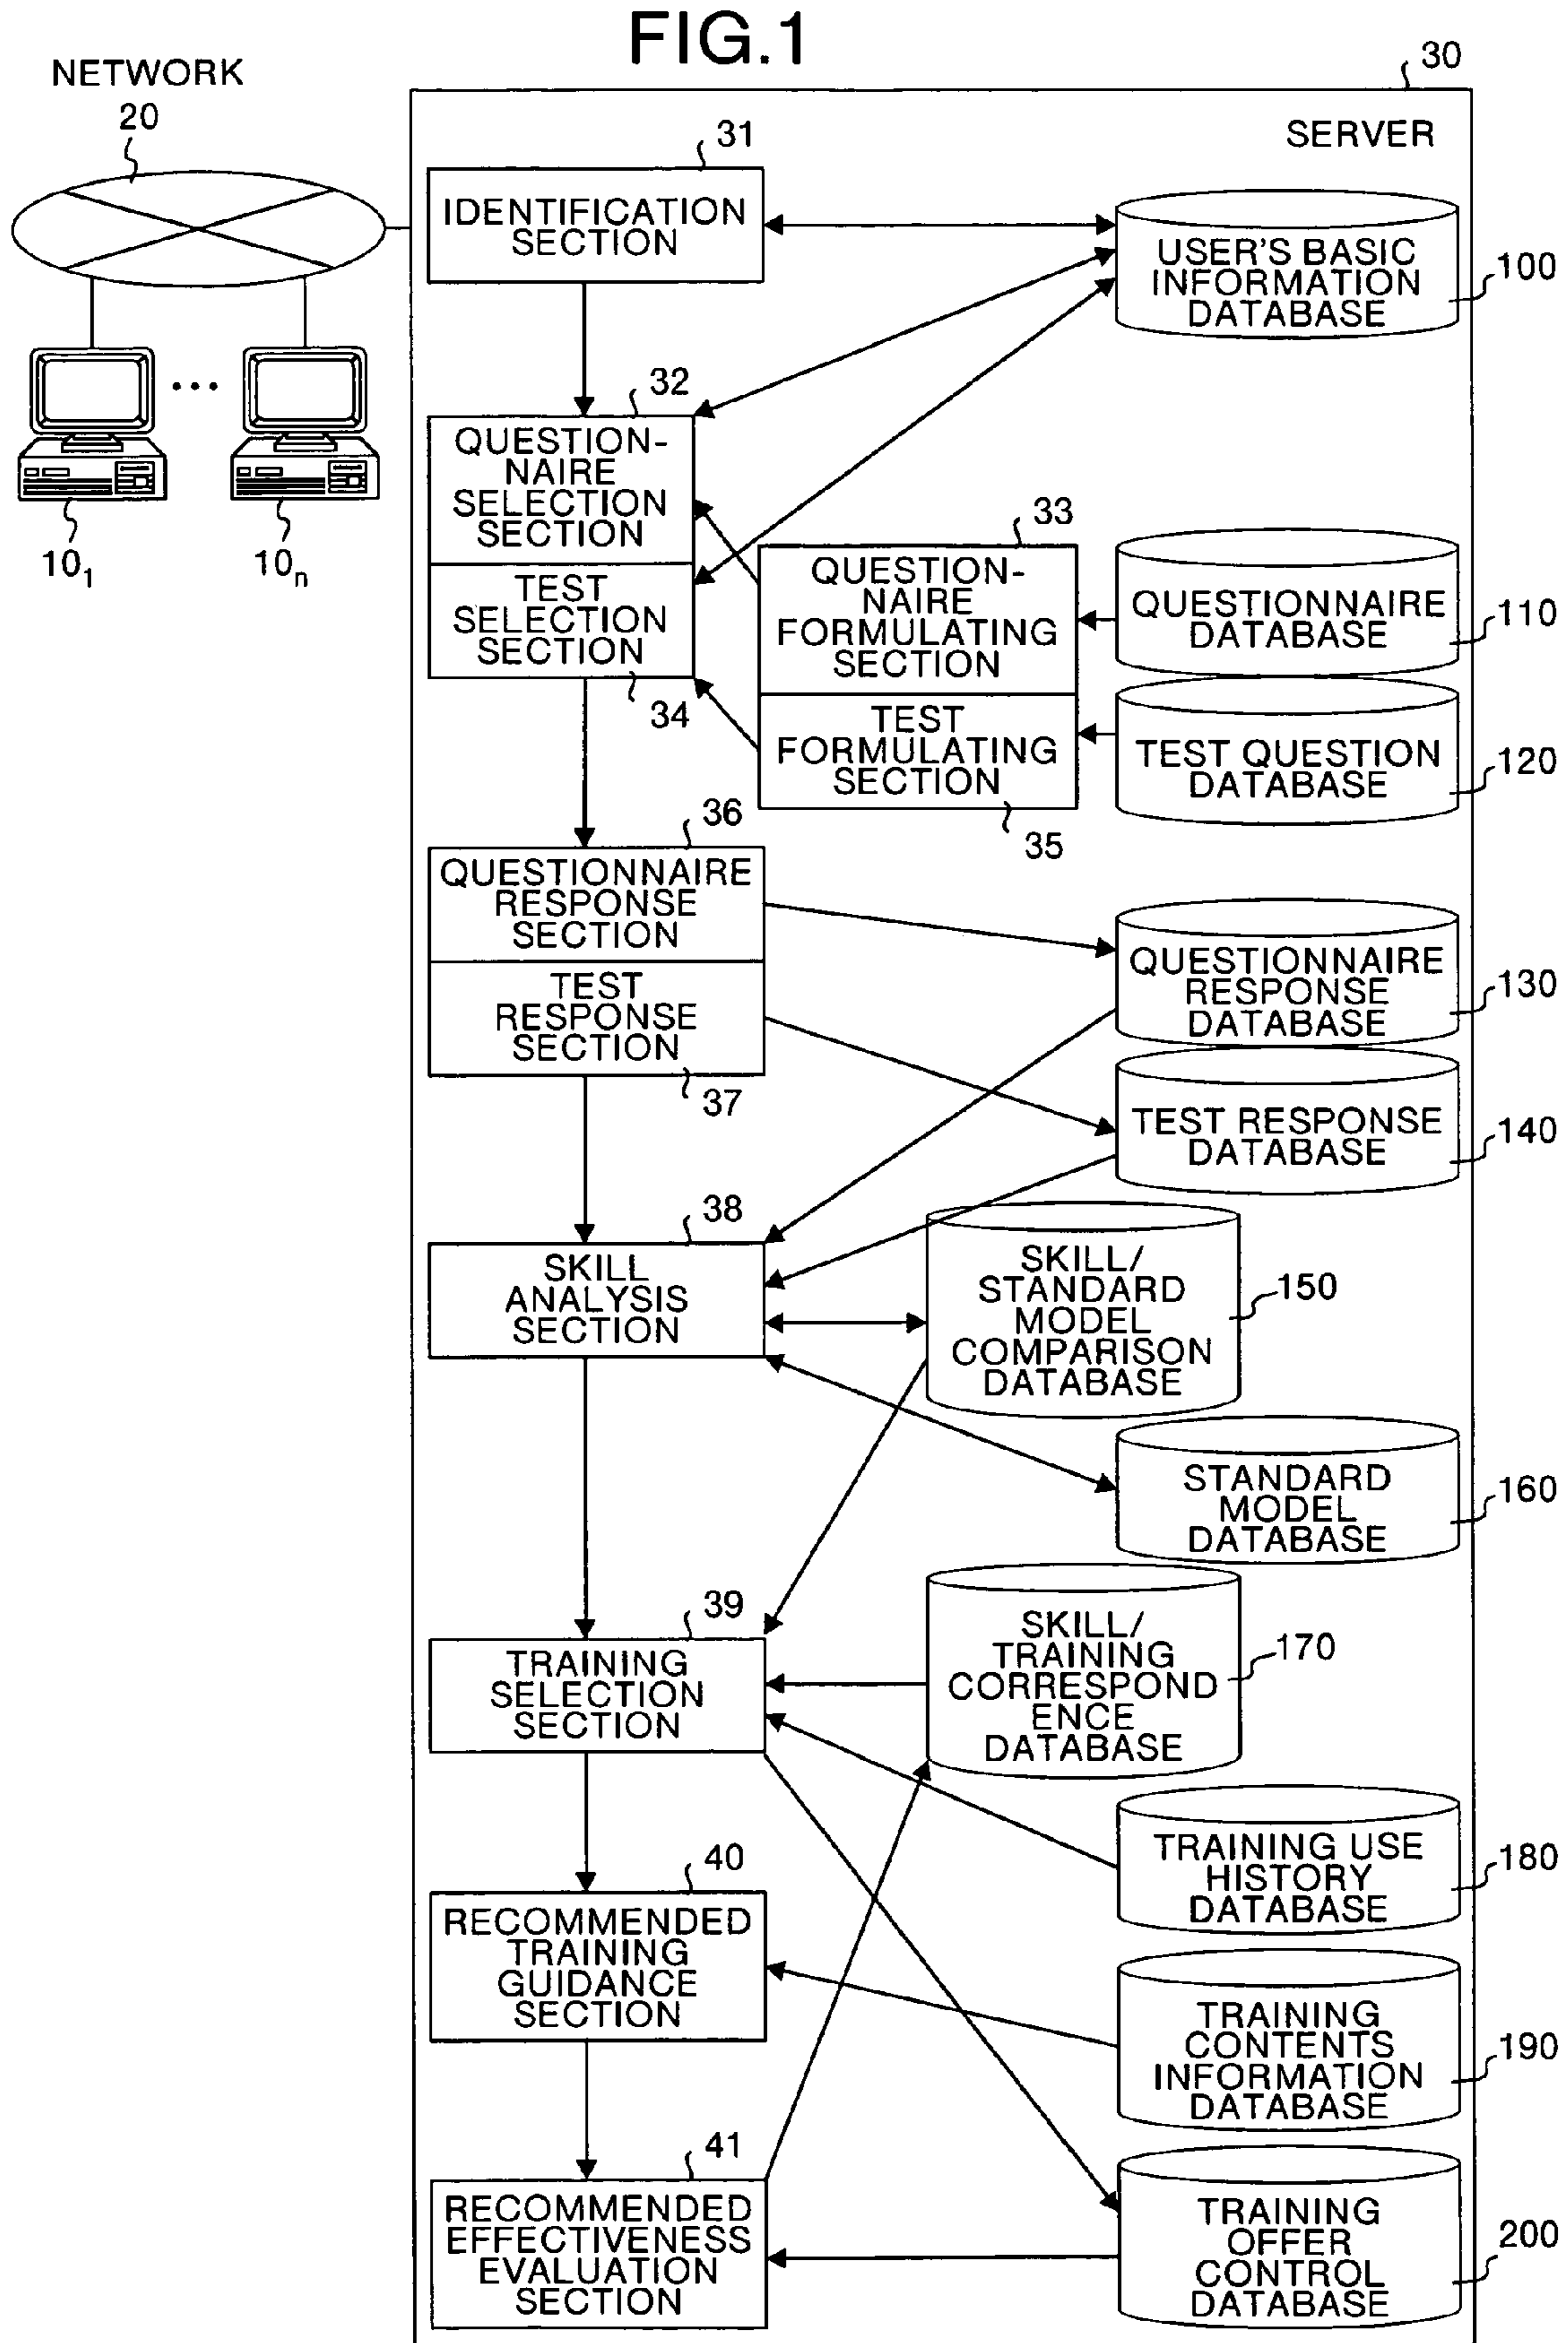 FIG.1
NETWORK
20
30
SERVER
31
IDENTIFICATION
SECTION
USER'S BASIC
INFORMATION
DATABASE
100
10₁
10ₙ
32
QUESTION-
NAIRE
SELECTION
SECTION
TEST
SELECTION
SECTION
34
33
QUESTION-
NAIRE
FORMULATING
SECTION
TEST
FORMULATING
SECTION
35
QUESTIONNAIRE
DATABASE
110
TEST QUESTION
DATABASE
120
36
QUESTIONNAIRE
RESPONSE
SECTION
TEST
RESPONSE
SECTION
37
QUESTIONNAIRE
RESPONSE
DATABASE
130
TEST RESPONSE
DATABASE
140
38
SKILL
ANALYSIS
SECTION
SKILL/
STANDARD
MODEL
COMPARISON
DATABASE
150
STANDARD
MODEL
DATABASE
160
39
TRAINING
SELECTION
SECTION
SKILL/
TRAINING
CORRESPOND
ENCE
DATABASE
170
TRAINING USE
HISTORY
DATABASE
180
40
RECOMMENDED
TRAINING
GUIDANCE
SECTION
TRAINING
CONTENTS
INFORMATION
DATABASE
190
41
RECOMMENDED
EFFECTIVENESS
EVALUATION
SECTION
TRAINING
OFFER
CONTROL
DATABASE
200